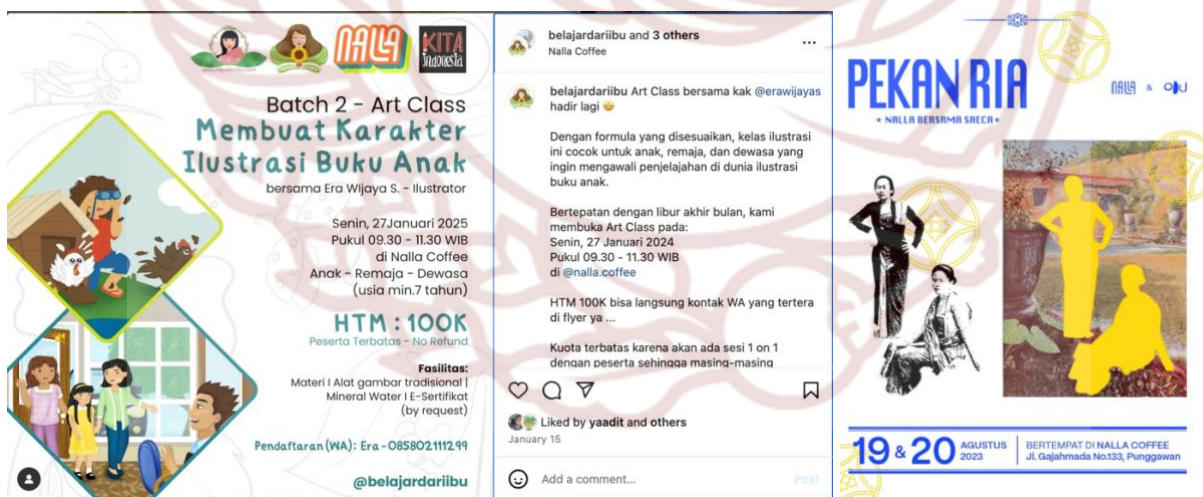 NALLA
KITA
Indonesia
Batch 2 - Art Class
Membuat Karakter
Ilustrasi Buku Anak
bersama Era WIjaya S. - Ilustrator
Senin, 27Januari 2025
Pukul 09.30 - 11.30 WIB
di Nalla Coffee
Anak - Remaja - Dewasa
(usia min.7 tahun)
HTM : 100K
Peserta Terbatas - No Refund
Fasilitas:
Materi I Alat gambar tradisional |
Mineral Water I E-Sertifikat
(by request)
Pendaftaran (WA): Era - 085802111299
@belajardariibu
belajardariibu and 3 others
Nalla Coffee
belajardariibu Art Class bersama kak @erawijayas
hadir lagi 🤩
Dengan formula yang disesuaikan, kelas ilustrasi
ini cocok untuk anak, remaja, dan dewasa yang
ingin mengawali penjelajahan di dunia ilustrasi
buku anak.
Bertepatan dengan libur akhir bulan, kami
membuka Art Class pada:
Senin, 27 Januari 2024
Pukul 09.30 - 11.30 WIB
di @nalla.coffee
HTM 100K bisa langsung kontak WA yang tertera
di flyer ya ...
Kuota terbatas karena akan ada sesi 1 on 1
dengan peserta sehingga masing-masing
Liked by yaadit and others
January 15
Add a comment...
Post
PEKAN RIA
• NALLA BERSAMA SAECA •
NALLA &
19 & 20 AGUSTUS
2023
BERTEMPAT DI NALLA COFFEE
Jl. Gajahmada No.133, Punggawan